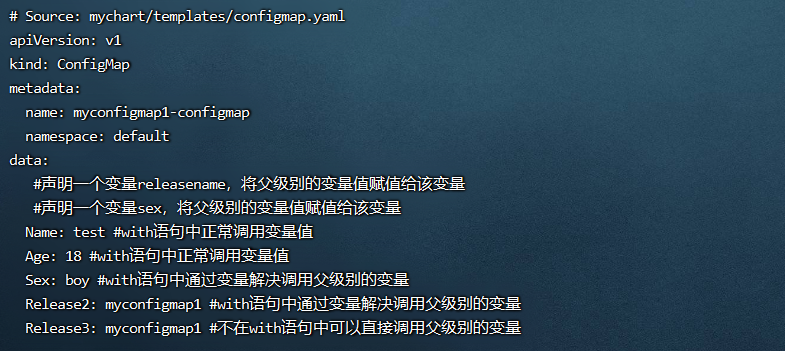 # Source: mychart/templates/configmap.yaml
apiVersion: v1
kind: ConfigMap
metadata:
  name: myconfigmap1-configmap
  namespace: default
data:
   #声明一个变量releasename，将父级别的变量值赋值给该变量
   #声明一个变量sex，将父级别的变量值赋值给该变量
  Name: test #with语句中正常调用变量值
  Age: 18 #with语句中正常调用变量值
  Sex: boy #with语句中通过变量解决调用父级别的变量
  Release2: myconfigmap1 #with语句中通过变量解决调用父级别的变量
  Release3: myconfigmap1 #不在with语句中可以直接调用父级别的变量